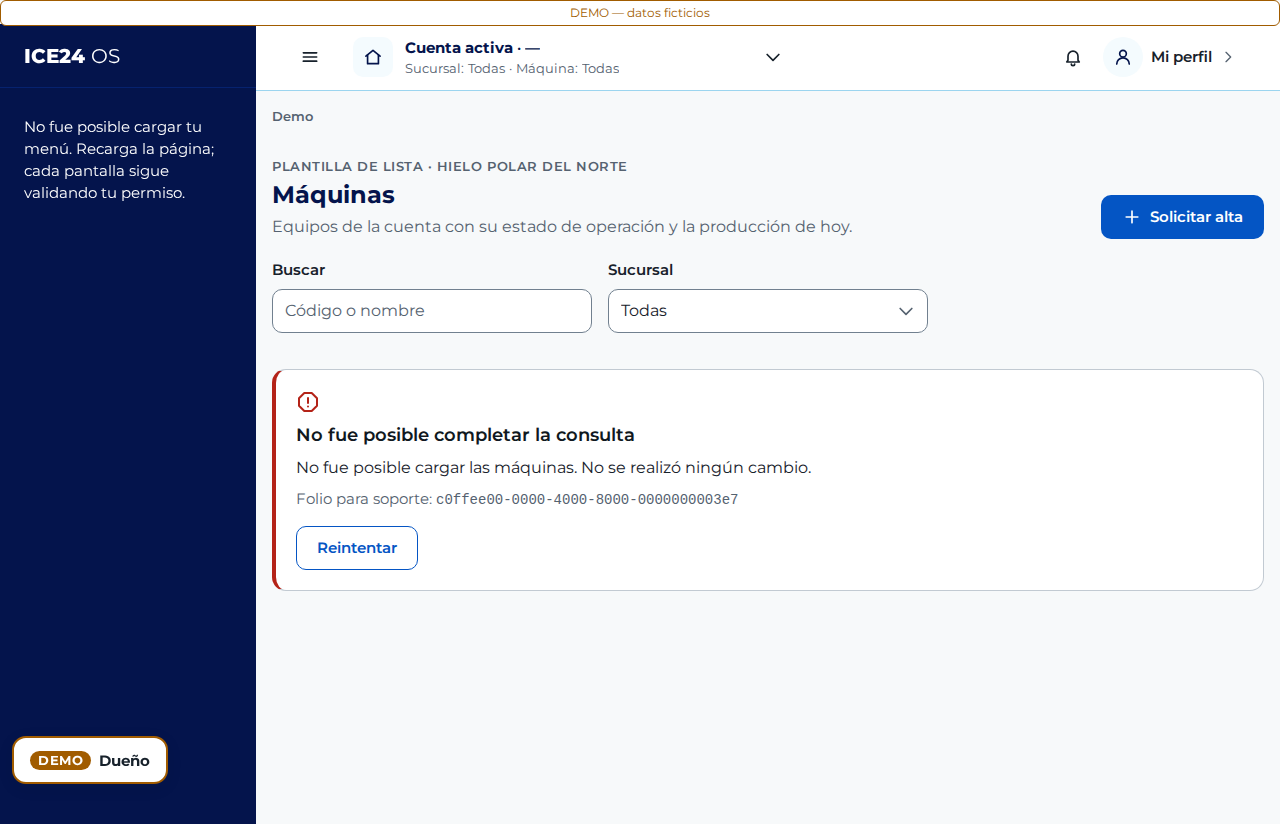 DEMO — datos ficticios
ICE24 OS
No fue posible cargar tu
menú. Recarga la página;
cada pantalla sigue
validando tu permiso.
DEMO Dueño
Cuenta activa · —
Sucursal: Todas · Máquina: Todas
Mi perfil
Demo
PLANTILLA DE LISTA · HIELO POLAR DEL NORTE
Máquinas
Equipos de la cuenta con su estado de operación y la producción de hoy.
Solicitar alta
Buscar
Código o nombre
Sucursal
Todas
No fue posible completar la consulta
No fue posible cargar las máquinas. No se realizó ningún cambio.
Folio para soporte: c0ffee00-0000-4000-8000-0000000003e7
Reintentar